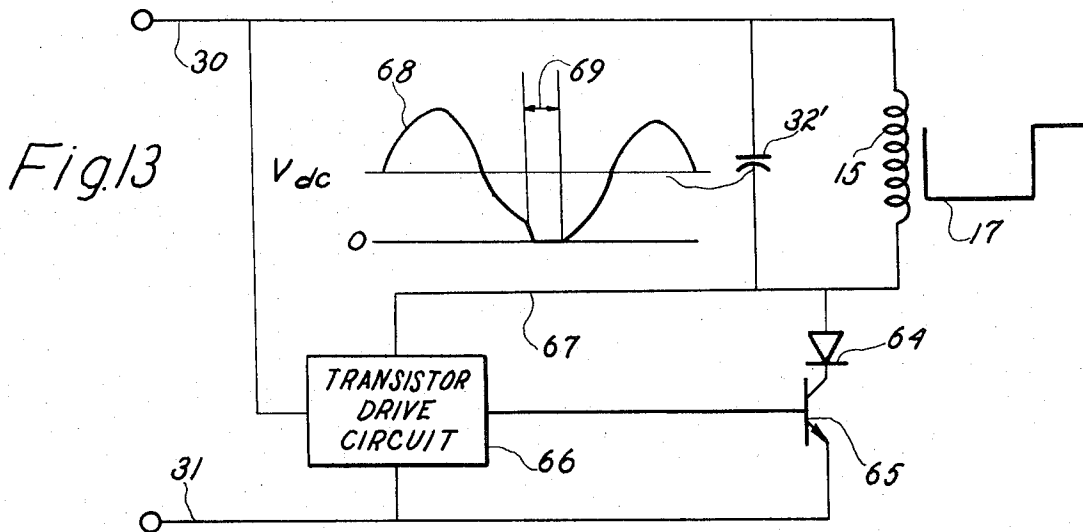 30
68
69
32'
15
17
Fig.13
Vdc
0
67
64
TRANSISTOR
DRIVE
CIRCUIT
66
65
31